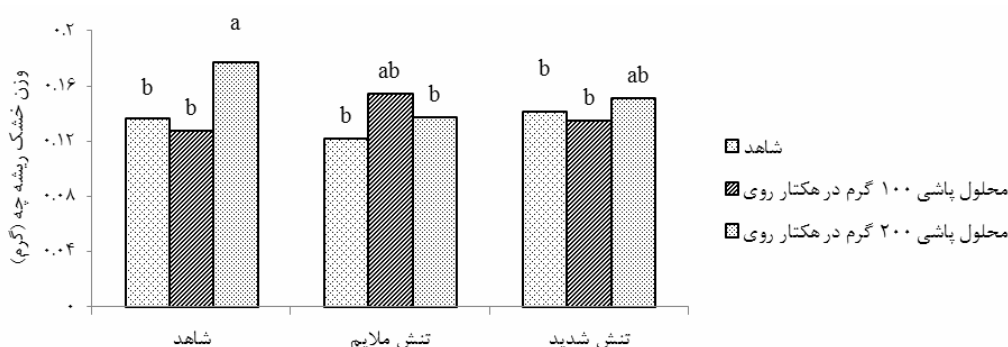 وزن خشک ریشه چه (گرم)
۰.۲
۰.۱۶
۰.۱۲
۰.۰۸
۰.۰۴
۰
b
b
a
b
ab
b
b
b
ab
شاهد
تنش ملایم
تنش شدید
شاهد
محلول پاشی ۱۰۰ گرم در هکتار روی
محلول پاشی ۲۰۰ گرم در هکتار روی